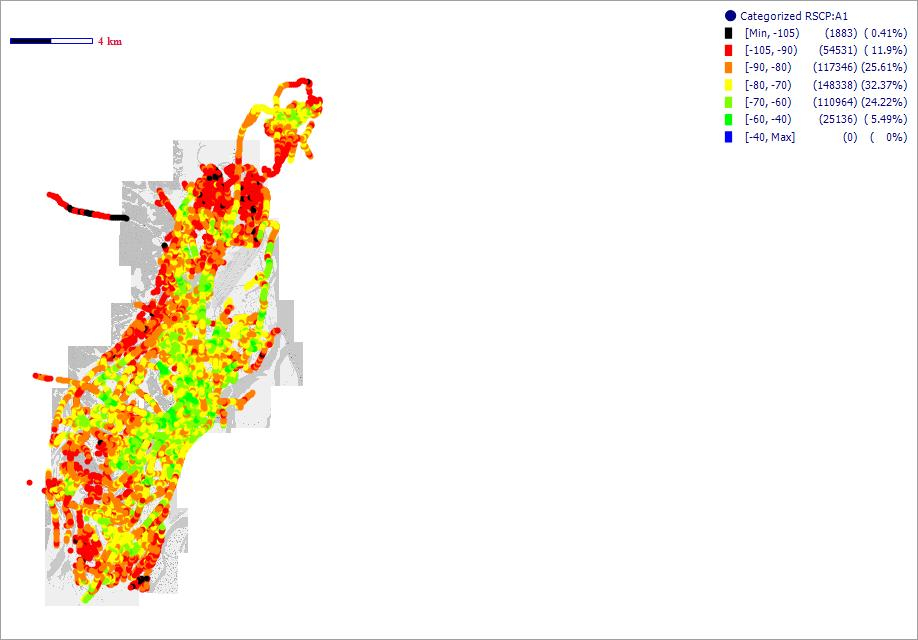 4 km
Categorized RSCP:A1
[Min, -105) (1883) ( 0.41%)
[-105, -90) (54531) ( 11.9%)
[-90, -80) (117346) (25.61%)
[-80, -70) (148338) (32.37%)
[-70, -60) (110964) (24.22%)
[-60, -40) (25136) ( 5.49%)
[-40, Max] (0) ( 0%)